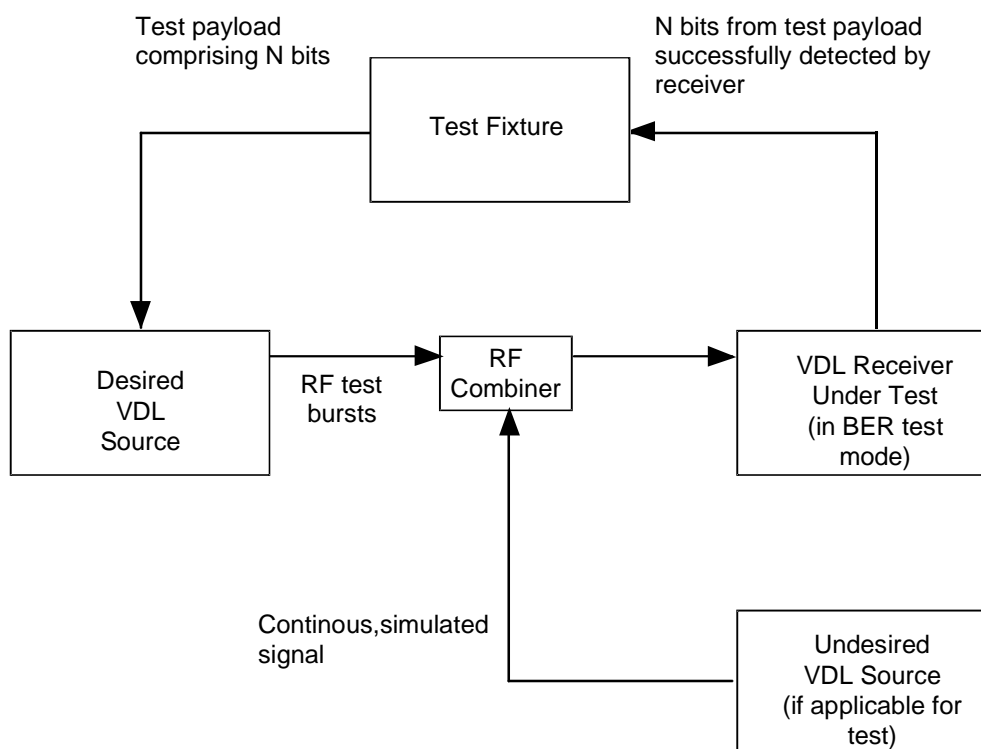 Test payload
comprising N bits
N bits from test payload
successfully detected by
receiver
Test Fixture
Desired
VDL
Source
RF test
bursts
RF
Combiner
VDL Receiver
Under Test
(in BER test
mode)
Continous,simulated
signal
Undesired
VDL Source
(if applicable for
test)